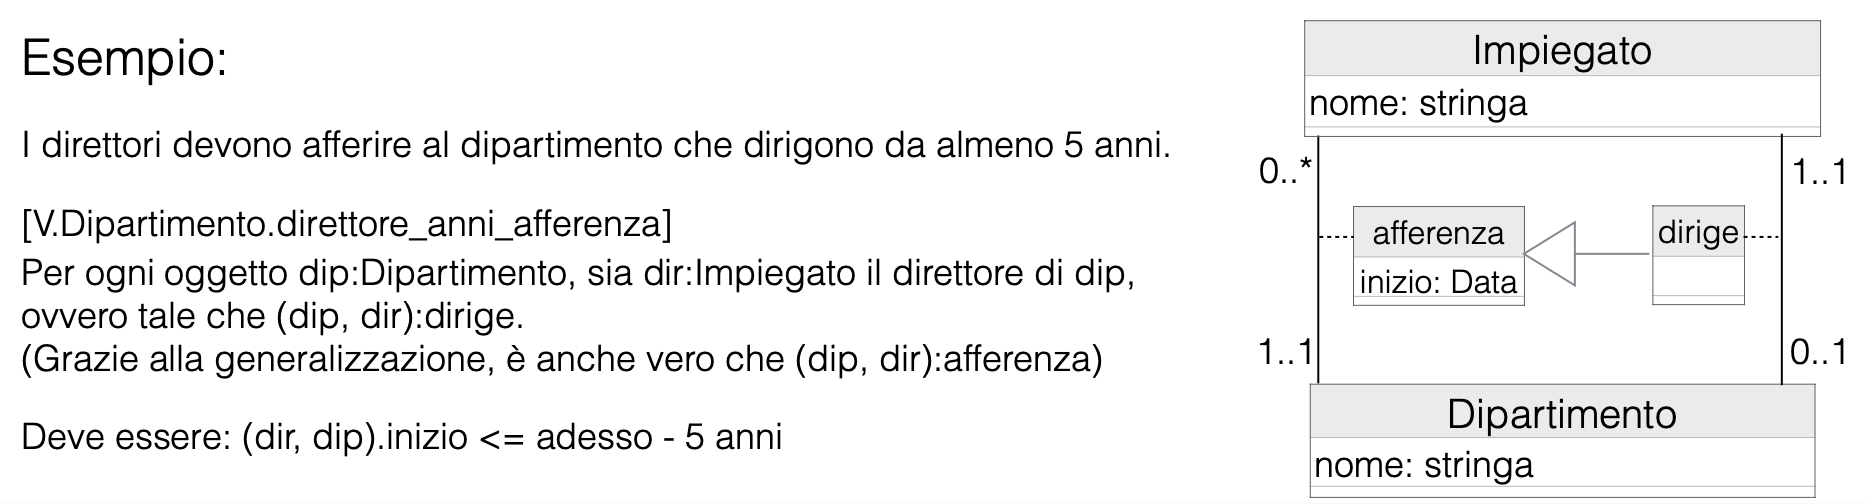 Esempio:
I direttori devono afferire al dipartimento che dirigono da almeno 5 anni.
[V.Dipartimento.direttore_anni_afferenza]
Per ogni oggetto dip:Dipartimento, sia dir:Impiegato il direttore di dip,
ovvero tale che (dip, dir):dirige.
(Grazie alla generalizzazione, è anche vero che (dip, dir):afferenza)
Deve essere: (dir, dip).inizio <= adesso - 5 anni
Impiegato
nome: stringa
0..*
1..1
afferenza
dirige
inizio: Data
1..1
0..1
Dipartimento
nome: stringa